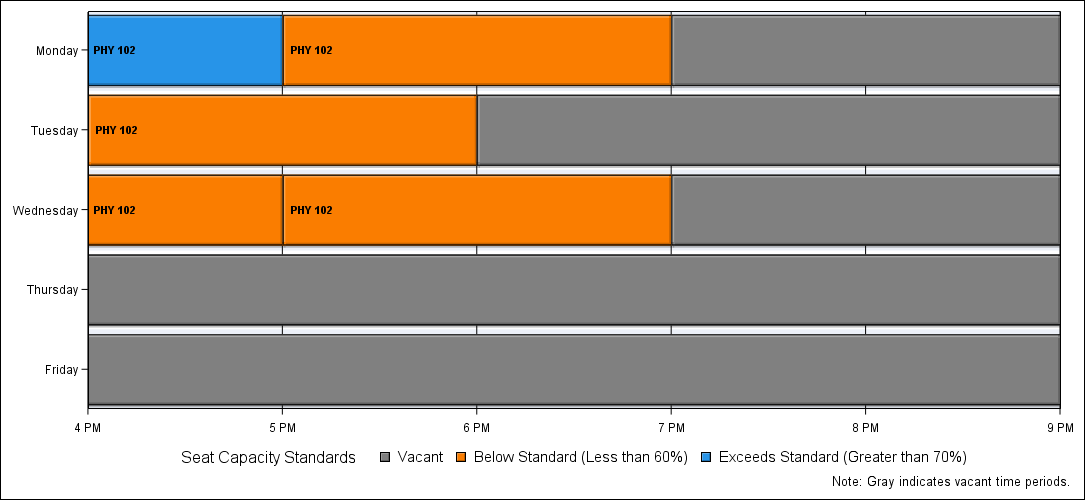 Monday PHY 102 PHY 102
Tuesday PHY 102
Wednesday PHY 102 PHY 102
Thursday
Friday
4 PM 5 PM 6 PM 7 PM 8 PM 9 PM
Seat Capacity Standards Vacant Below Standard (Less than 60%) Exceeds Standard (Greater than 70%)
Note: Gray indicates vacant time periods.